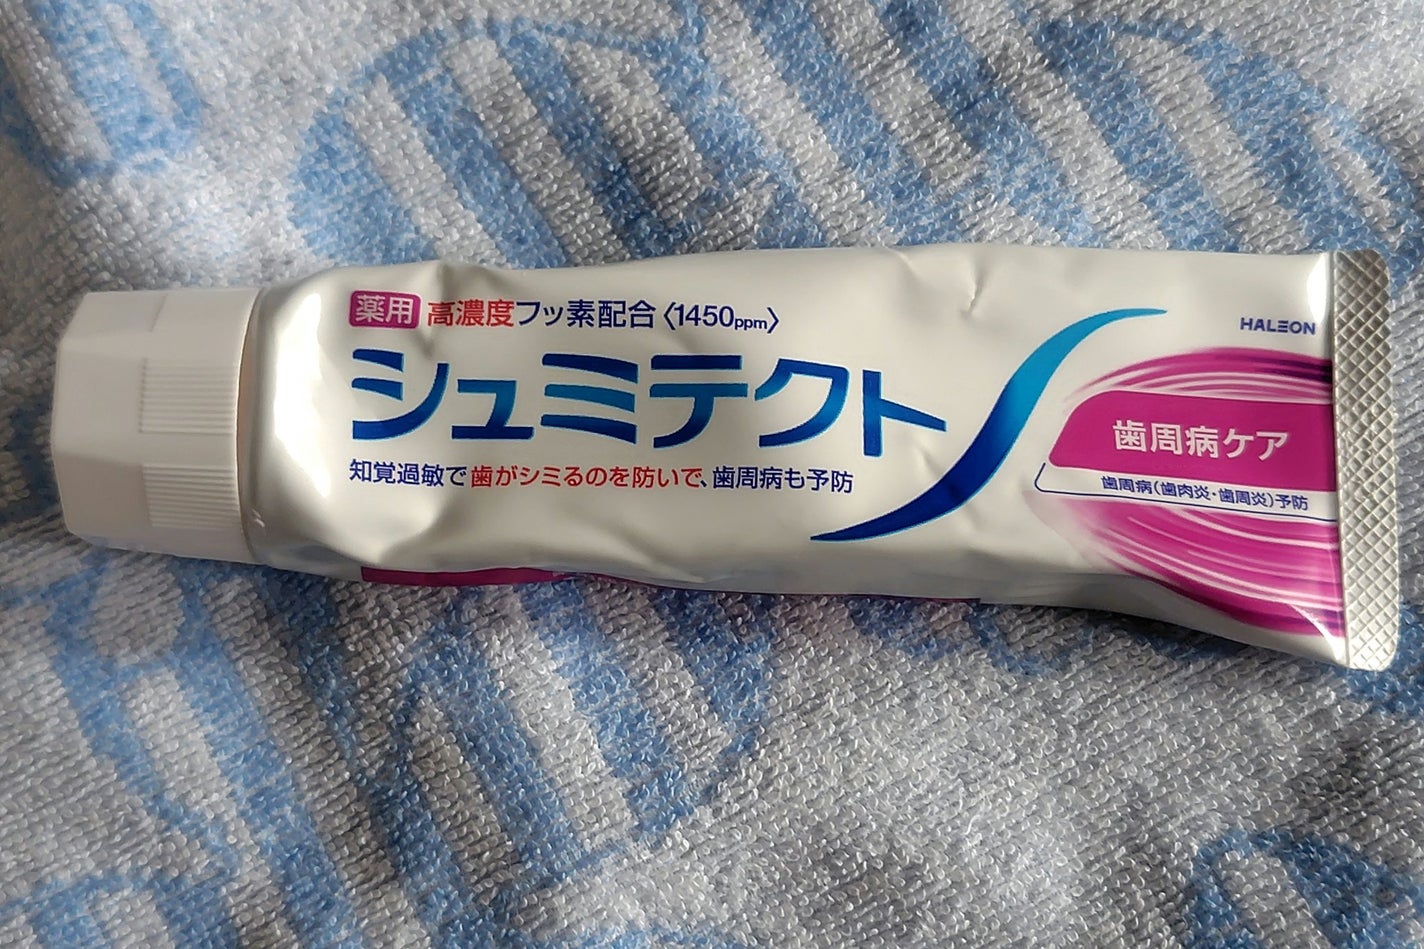 薬用 高濃度フッ素配合〈1450ppm〉
シュミテクト
知覚過敏で歯がシミるのを防いで、歯周病も予防
HALEON
歯周病ケア
歯周病(歯肉炎・歯周炎)予防